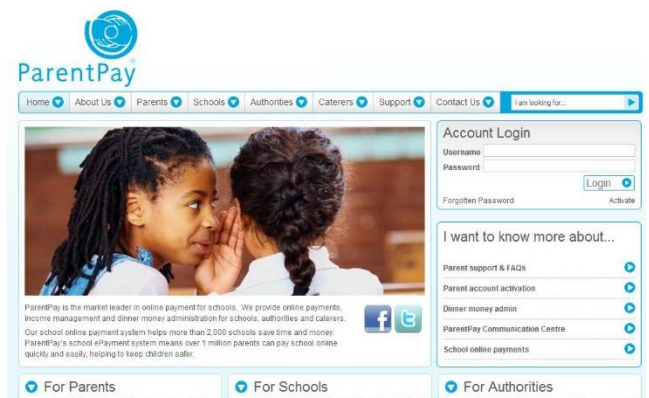 ParentPay
Home About Us Parents Schools Authorities Caterers Support Contact Us I am looking for...
Account Login
Username
Password
Login
Forgotten Password Activate
I want to know more about...
Parent support & FAQs
Parent account activation
Dinner money admin
ParentPay Communication Centre
School online payments
ParentPay is the market leader in online payment for schools. We provide online payments,
income management and dinner money administration for schools, authorities and caterers.
Our school online payment system helps more than 2,000 schools save time and money.
ParentPay's school ePayment system means over 1 million parents can pay school online
quickly and easily, helping to keep children safer.
For Parents For Schools For Authorities